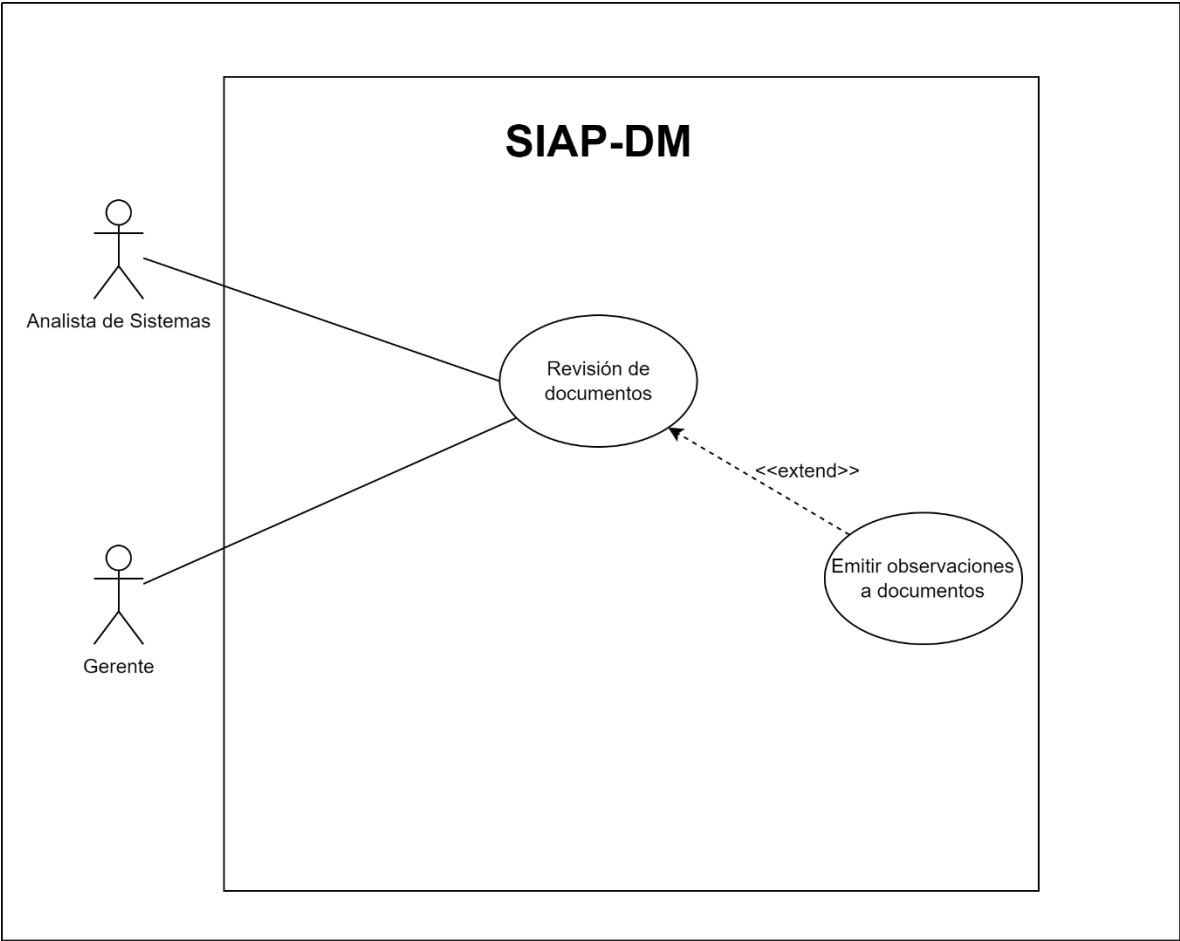 SIAP-DM
Analista de Sistemas
Revisión de
documentos
<<extend>>
Emitir observaciones
a documentos
Gerente